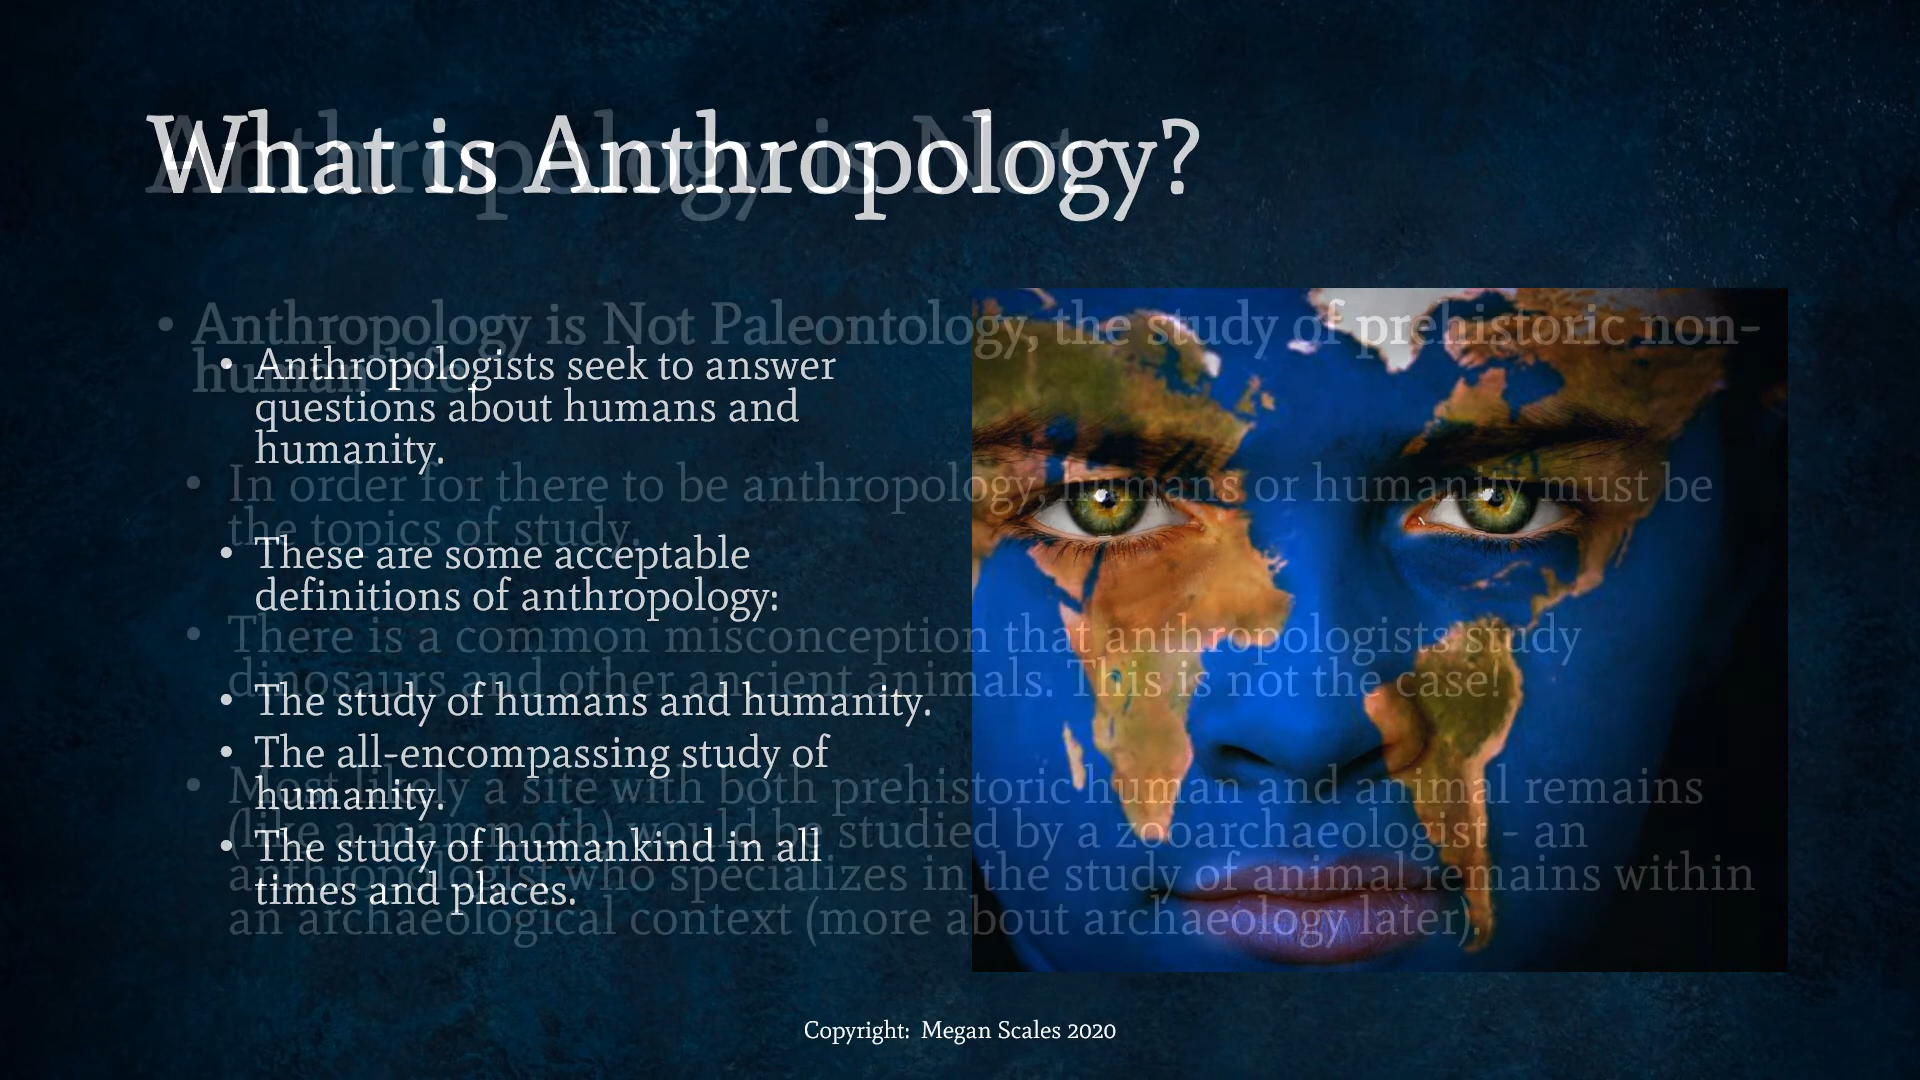 What is Anthropology?
• Anthropologists seek to answer
questions about humans and
humanity.
• These are some acceptable
definitions of anthropology:
• The study of humans and humanity.
• The all-encompassing study of
humanity.
• The study of humankind in all
times and places.
Anthropology is Not
• Anthropology is Not Paleontology, the study of prehistoric non-
human life.
• In order for there to be anthropology, humans or humanity must be
the topics of study.
• There is a common misconception that anthropologists study
dinosaurs and other ancient animals. This is not the case!
• Most likely a site with both prehistoric human and animal remains
(like a mammoth) would be studied by a zooarchaeologist - an
anthropologist who specializes in the study of animal remains within
an archaeological context (more about archaeology later).
Copyright: Megan Scales 2020